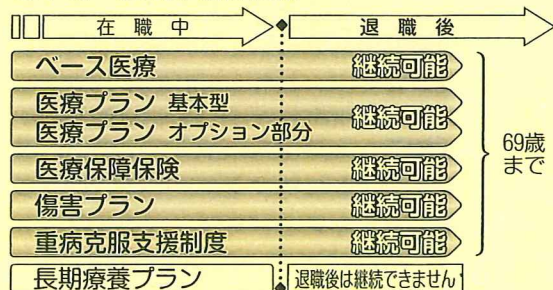 在職中 退職後
ベース医療 継続可能
医療プラン 基本型
医療プラン オプション部分 継続可能
医療保障保険 継続可能
傷害プラン 継続可能
重病克服支援制度 継続可能
69歳
まで
長期療養プラン 退職後は継続できません